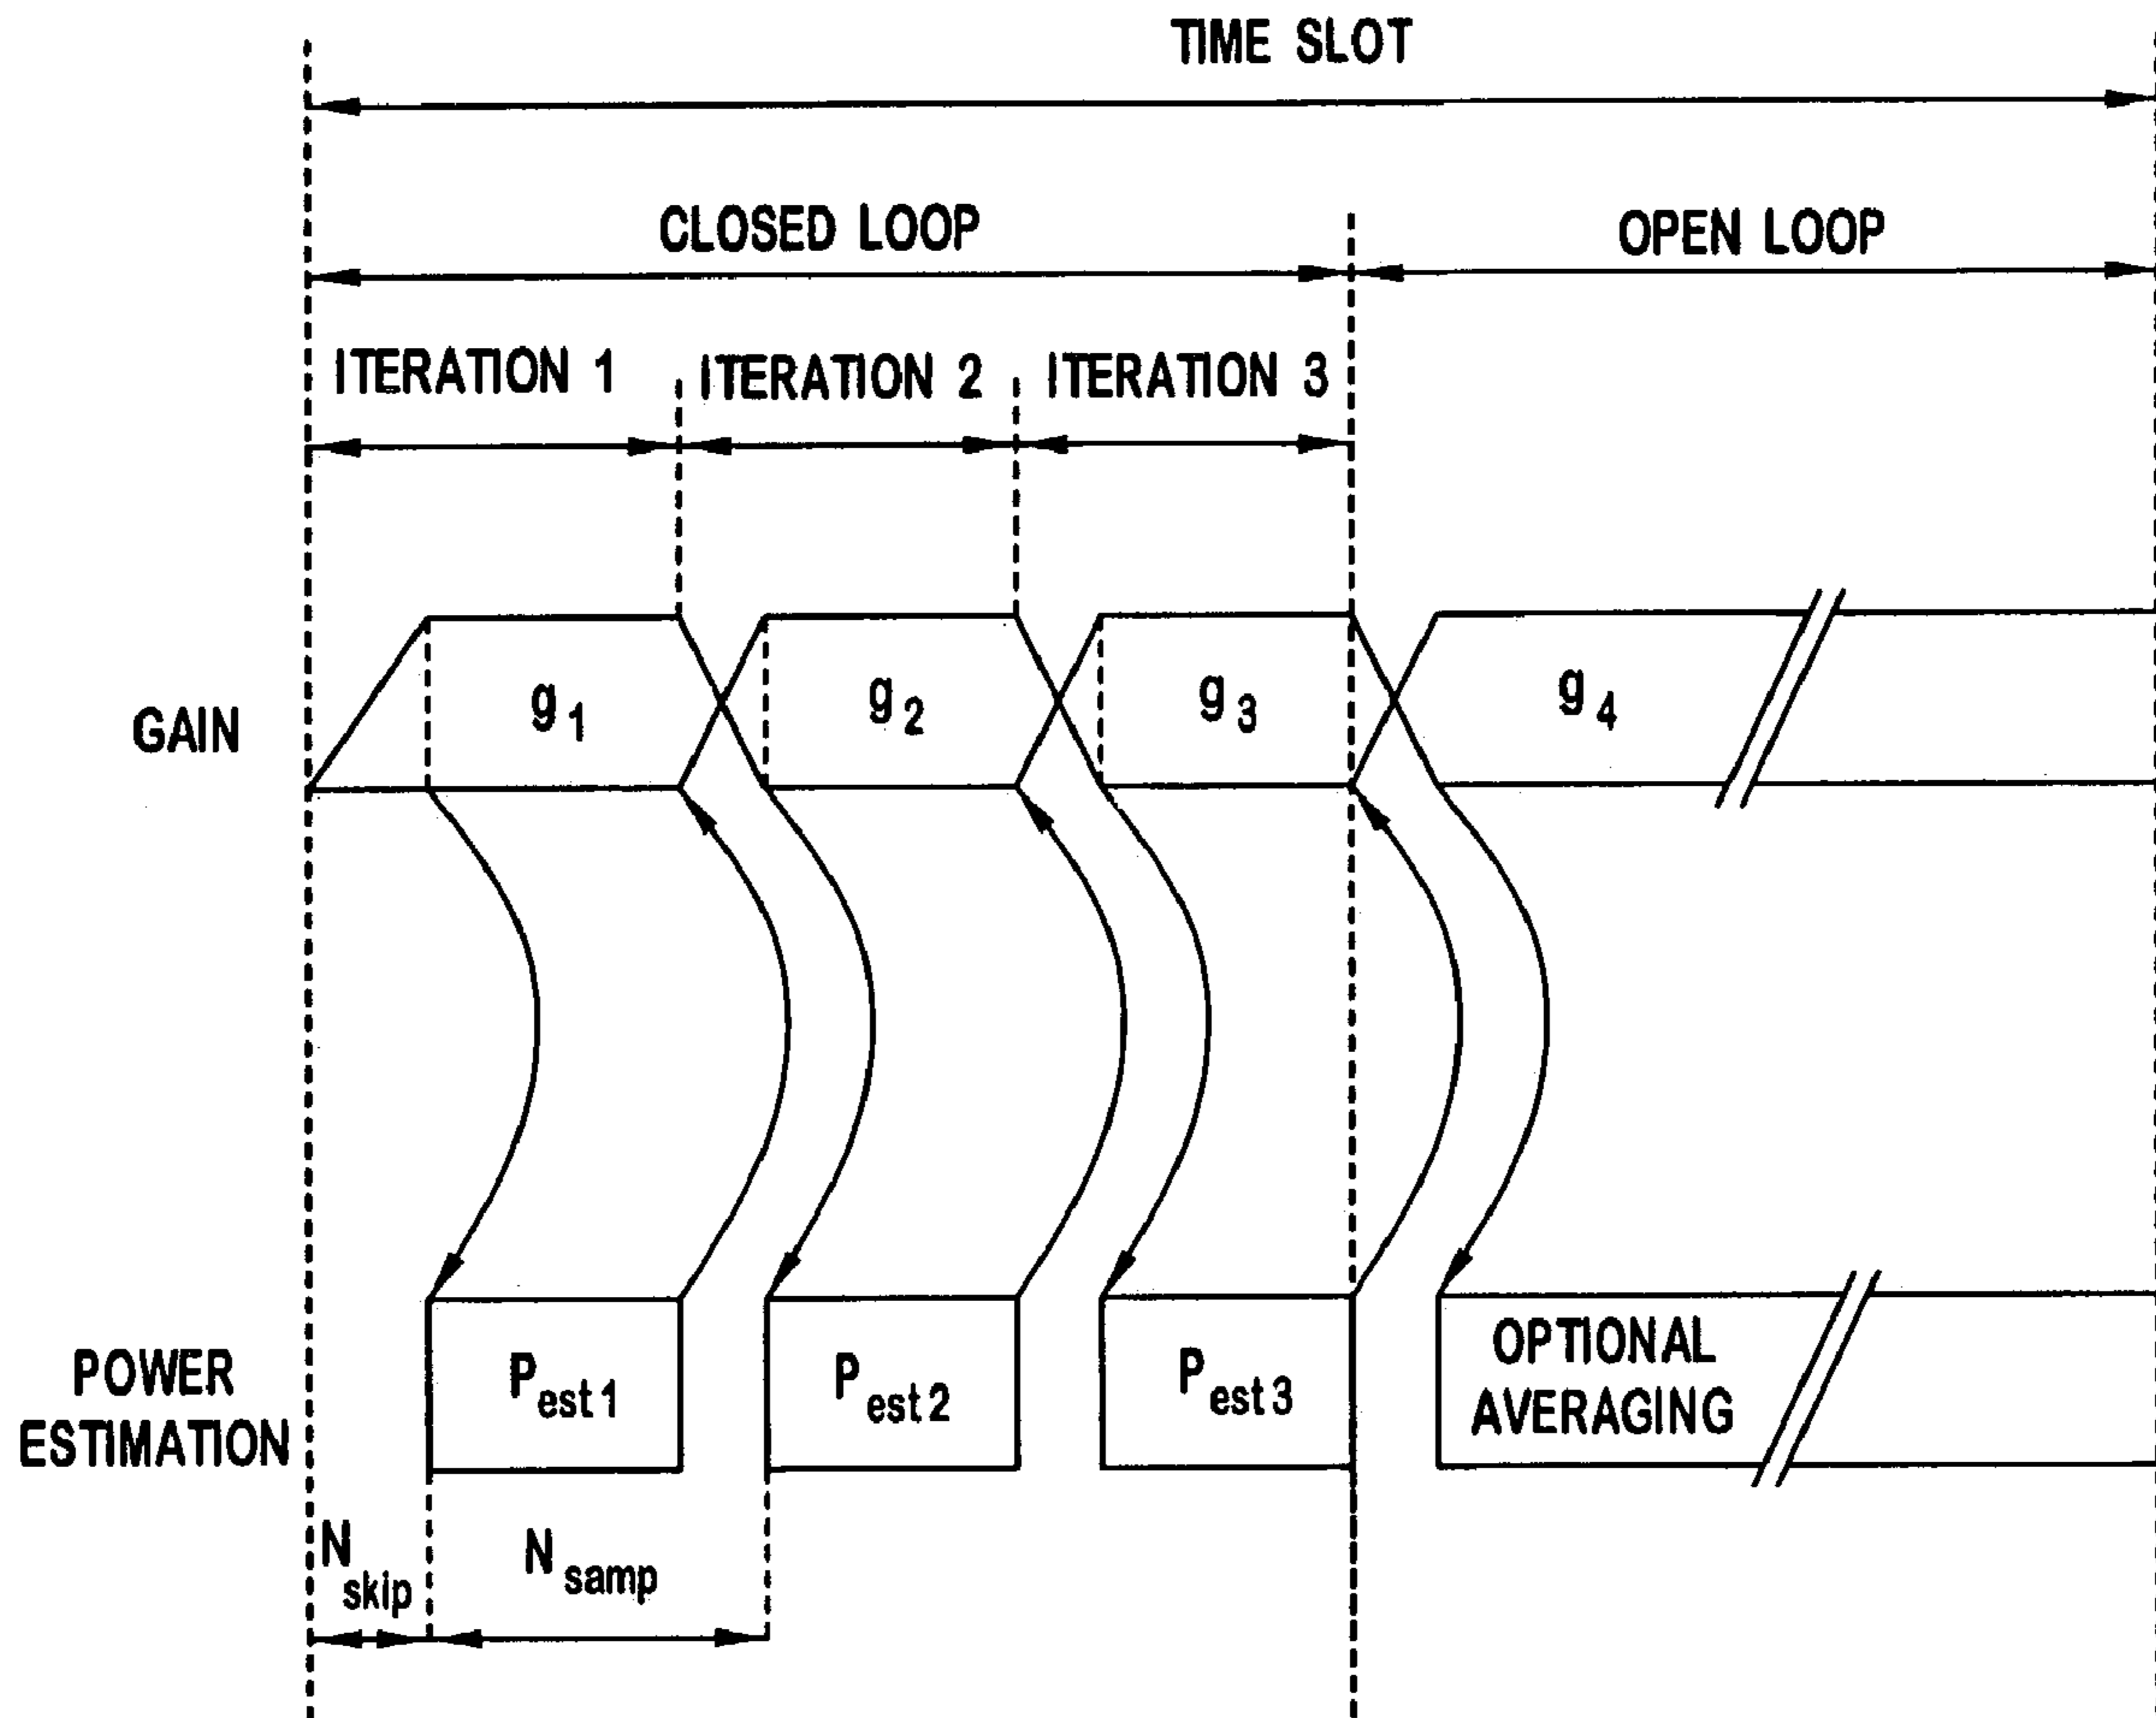 TIME SLOT
CLOSED LOOP
OPEN LOOP
ITERATION 1
ITERATION 2
ITERATION 3
GAIN
g1
g2
g3
g4
POWER
ESTIMATION
Pest1
Pest2
Pest3
OPTIONAL
AVERAGING
Nskip
Nsamp